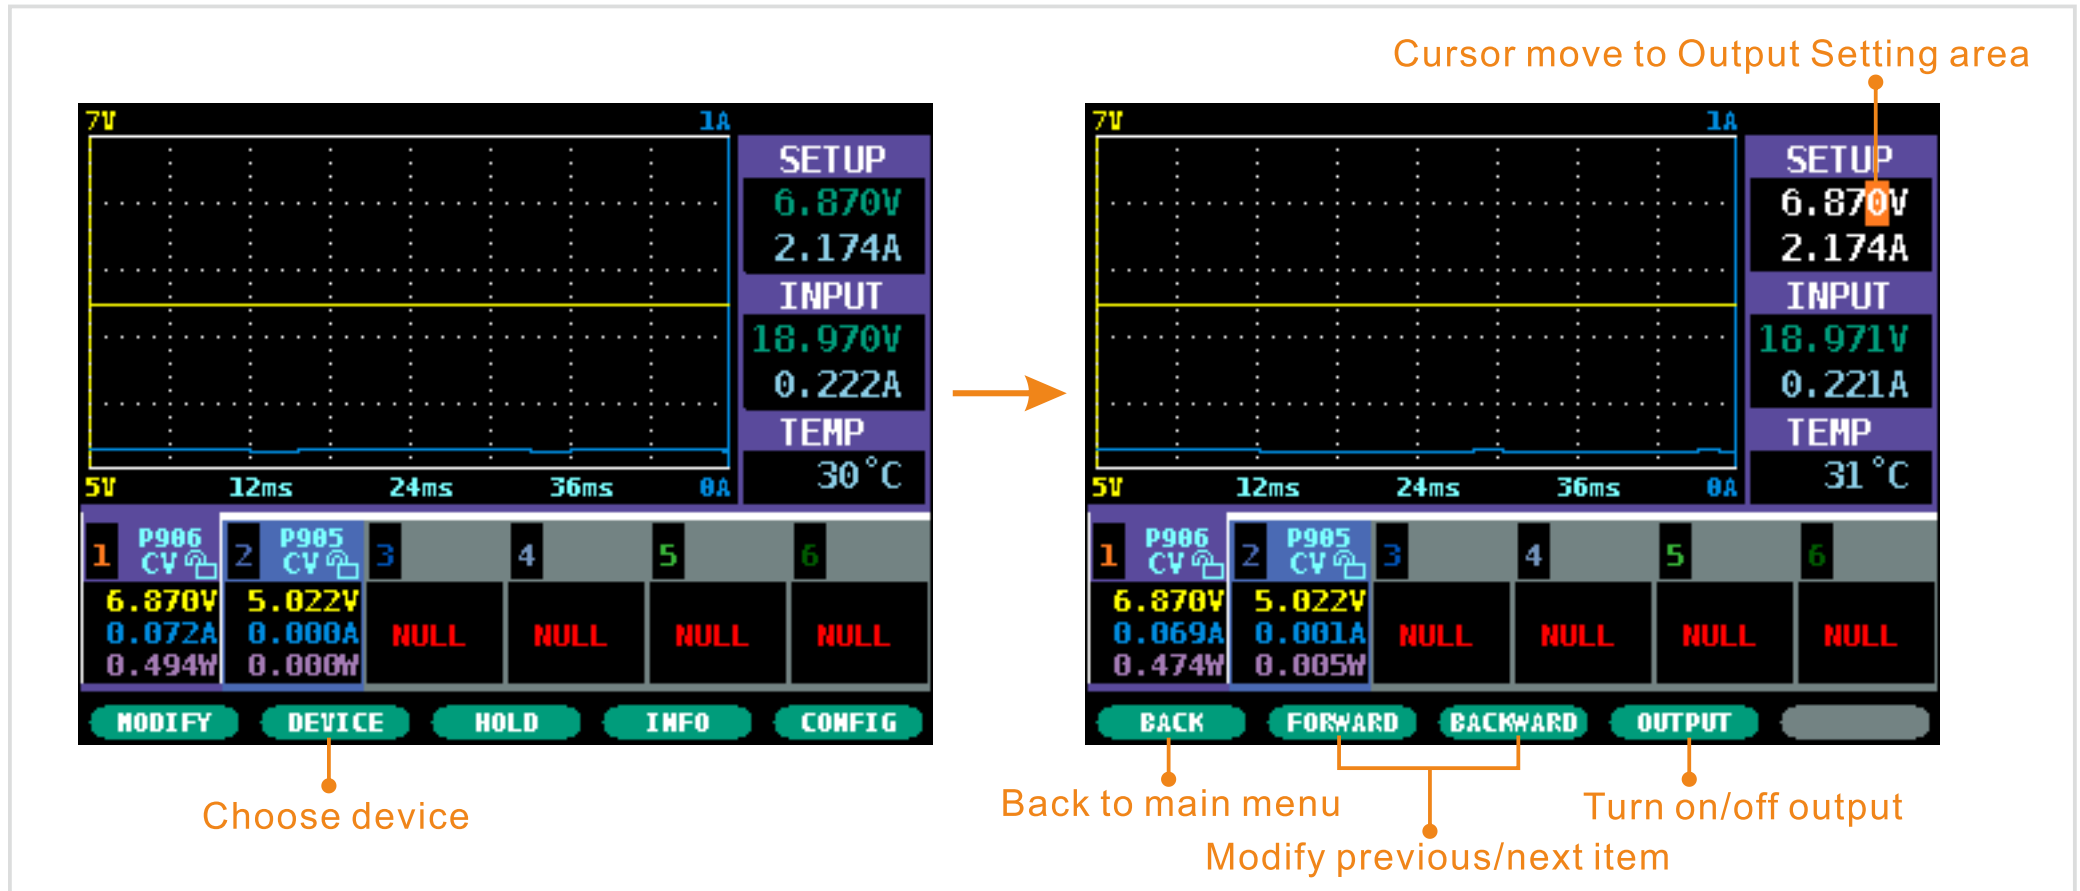 Cursor move to Output Setting area
7V 1A
SETUP
6.870V
2.174A
INPUT
18.970V
0.222A
TEMP
30°C
5V 12ms 24ms 36ms 0A
1 P906 CV 2 P905 CV 3 4 5 6
6.870V 5.022V
0.072A 0.000A NULL NULL NULL NULL
0.494W 0.000W
MODIFY DEVICE HOLD INFO CONFIG
Choose device
7V 1A
SETUP
6.870V
2.174A
INPUT
18.971V
0.221A
TEMP
31°C
5V 12ms 24ms 36ms 0A
1 P906 CV 2 P905 CV 3 4 5 6
6.870V 5.022V
0.069A 0.001A NULL NULL NULL NULL
0.474W 0.005W
BACK FORWARD BACKWARD OUTPUT
Back to main menu
Turn on/off output
Modify previous/next item